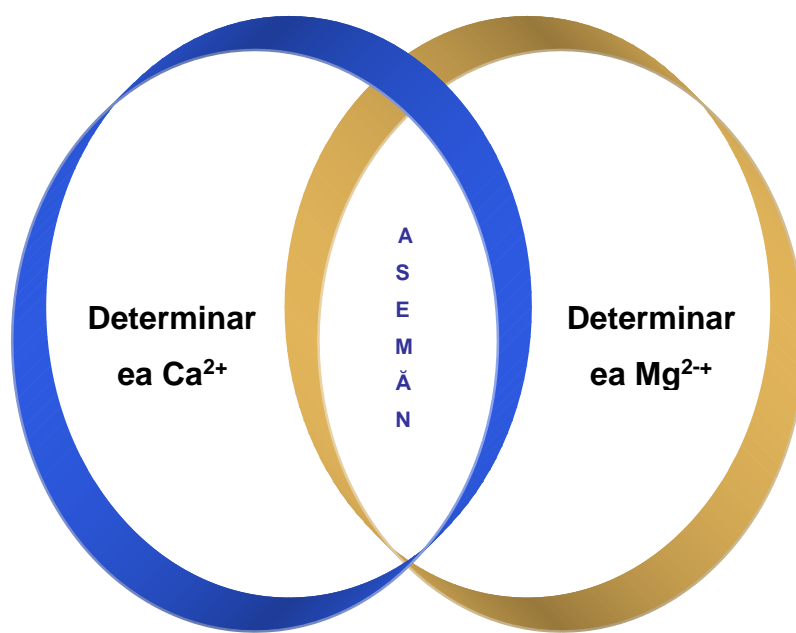 Determinar
ea Ca²⁺
A
S
E
M
Ă
N
Determinar
ea Mg²⁻⁺